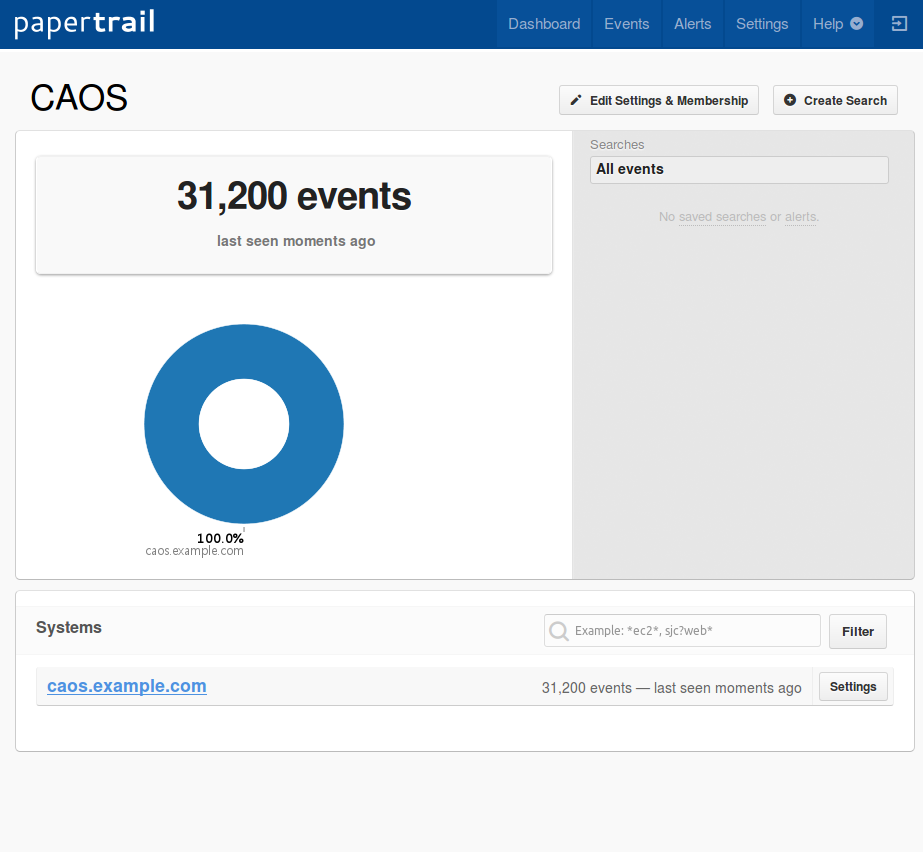 papertrail
Dashboard Events Alerts Settings Help
CAOS
Edit Settings & Membership Create Search
31,200 events
last seen moments ago
100.0%
caos.example.com
Searches
All events
No saved searches or alerts.
Systems
Example: *ec2*, sjc?web*
Filter
caos.example.com
31,200 events — last seen moments ago
Settings